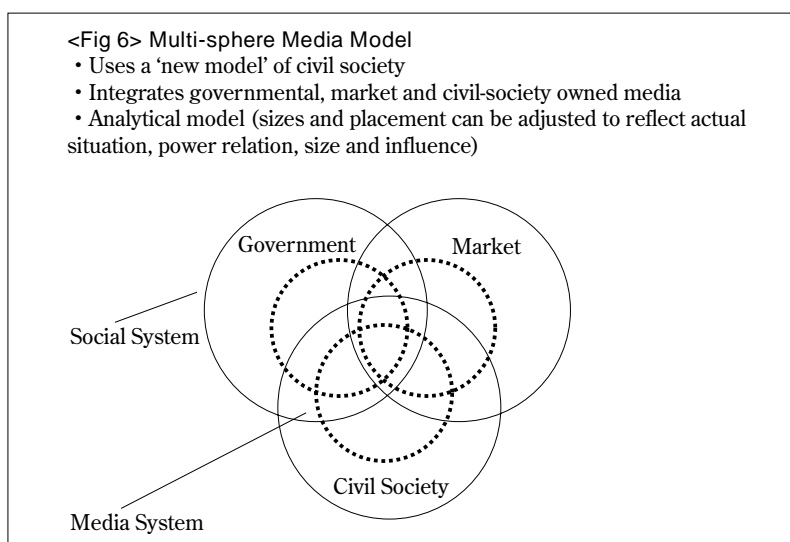 <Fig 6> Multi-sphere Media Model
・Uses a ‘new model’ of civil society
・Integrates governmental, market and civil-society owned media
・Analytical model (sizes and placement can be adjusted to reflect actual
situation, power relation, size and influence)
Government
Market
Social System
Civil Society
Media System